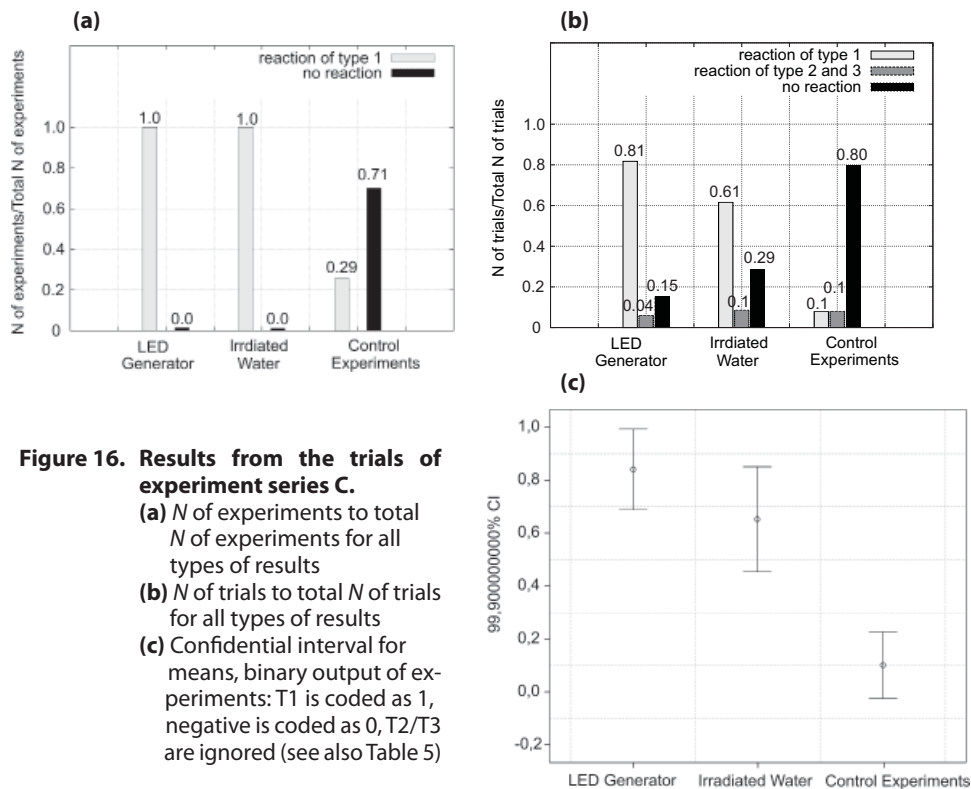 (a)
reaction of type 1
no reaction
N of experiments/Total N of experiments
1.0
0.8
0.6
0.4
0.2
0
1.0
0.0
1.0
0.0
0.29
0.71
LED
Generator
Irrdiated
Water
Control
Experiments
(b)
reaction of type 1
reaction of type 2 and 3
no reaction
N of trials/Total N of trials
1.0
0.8
0.6
0.4
0.2
0
0.81
0.04
0.15
0.61
0.1
0.29
0.1
0.1
0.80
LED
Generator
Irrdiated
Water
Control
Experiments
Figure 16. Results from the trials of
experiment series C.
(a) N of experiments to total
N of experiments for all
types of results
(b) N of trials to total N of trials
for all types of results
(c) Confidential interval for
means, binary output of ex-
periments: T1 is coded as 1,
negative is coded as 0, T2/T3
are ignored (see also Table 5)
(c)
99,9000000000% CI
1,0
0,8
0,6
0,4
0,2
0,0
-0,2
LED Generator
Irradiated Water
Control Experiments